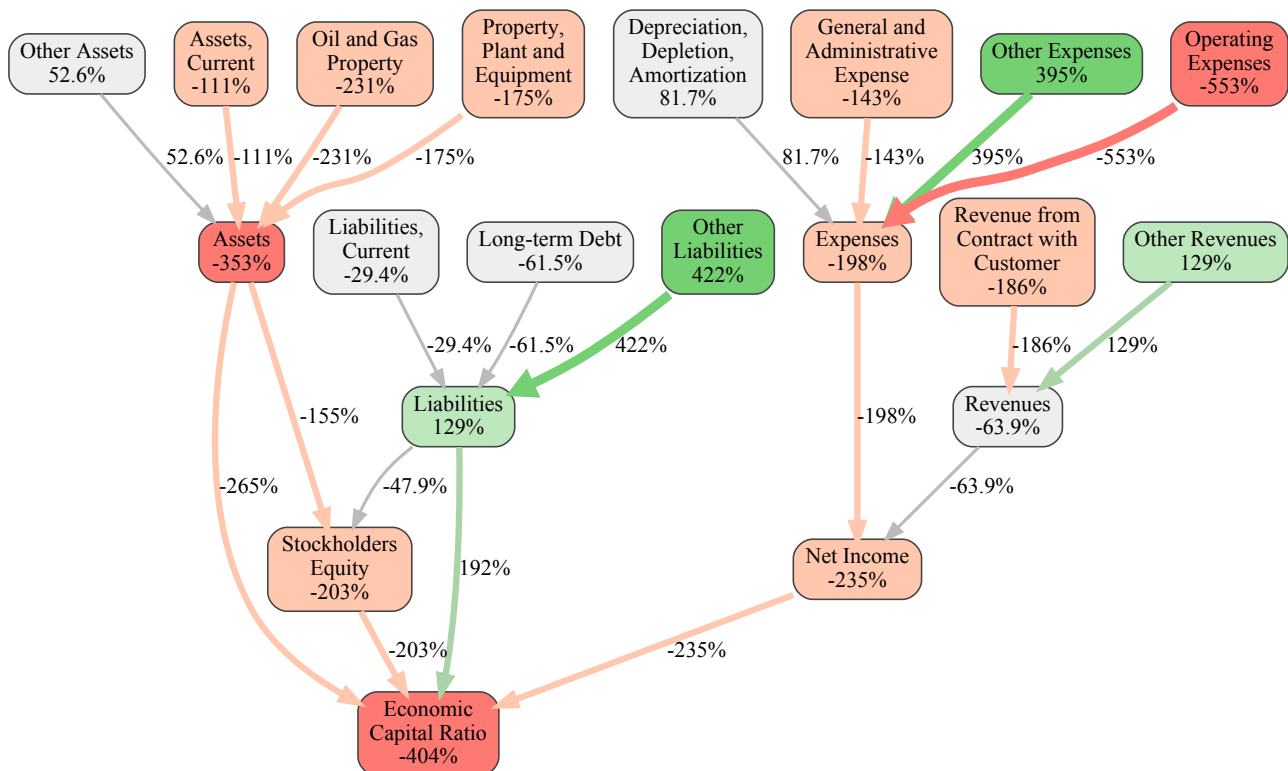 Other Assets
52.6%
Assets,
Current
-111%
Oil and Gas
Property
-231%
Property,
Plant and
Equipment
-175%
Depreciation,
Depletion,
Amortization
81.7%
General and
Administrative
Expense
-143%
Other Expenses
395%
Operating
Expenses
-553%
52.6%
-111%
-231%
-175%
81.7%
-143%
395%
-553%
Assets
-353%
Liabilities,
Current
-29.4%
Long-term Debt
-61.5%
Other
Liabilities
422%
Expenses
-198%
Revenue from
Contract with
Customer
-186%
Other Revenues
129%
-29.4%
-61.5%
422%
-186%
129%
-155%
Liabilities
129%
-198%
Revenues
-63.9%
-265%
-47.9%
-63.9%
Stockholders
Equity
-203%
192%
Net Income
-235%
-203%
-235%
Economic
Capital Ratio
-404%